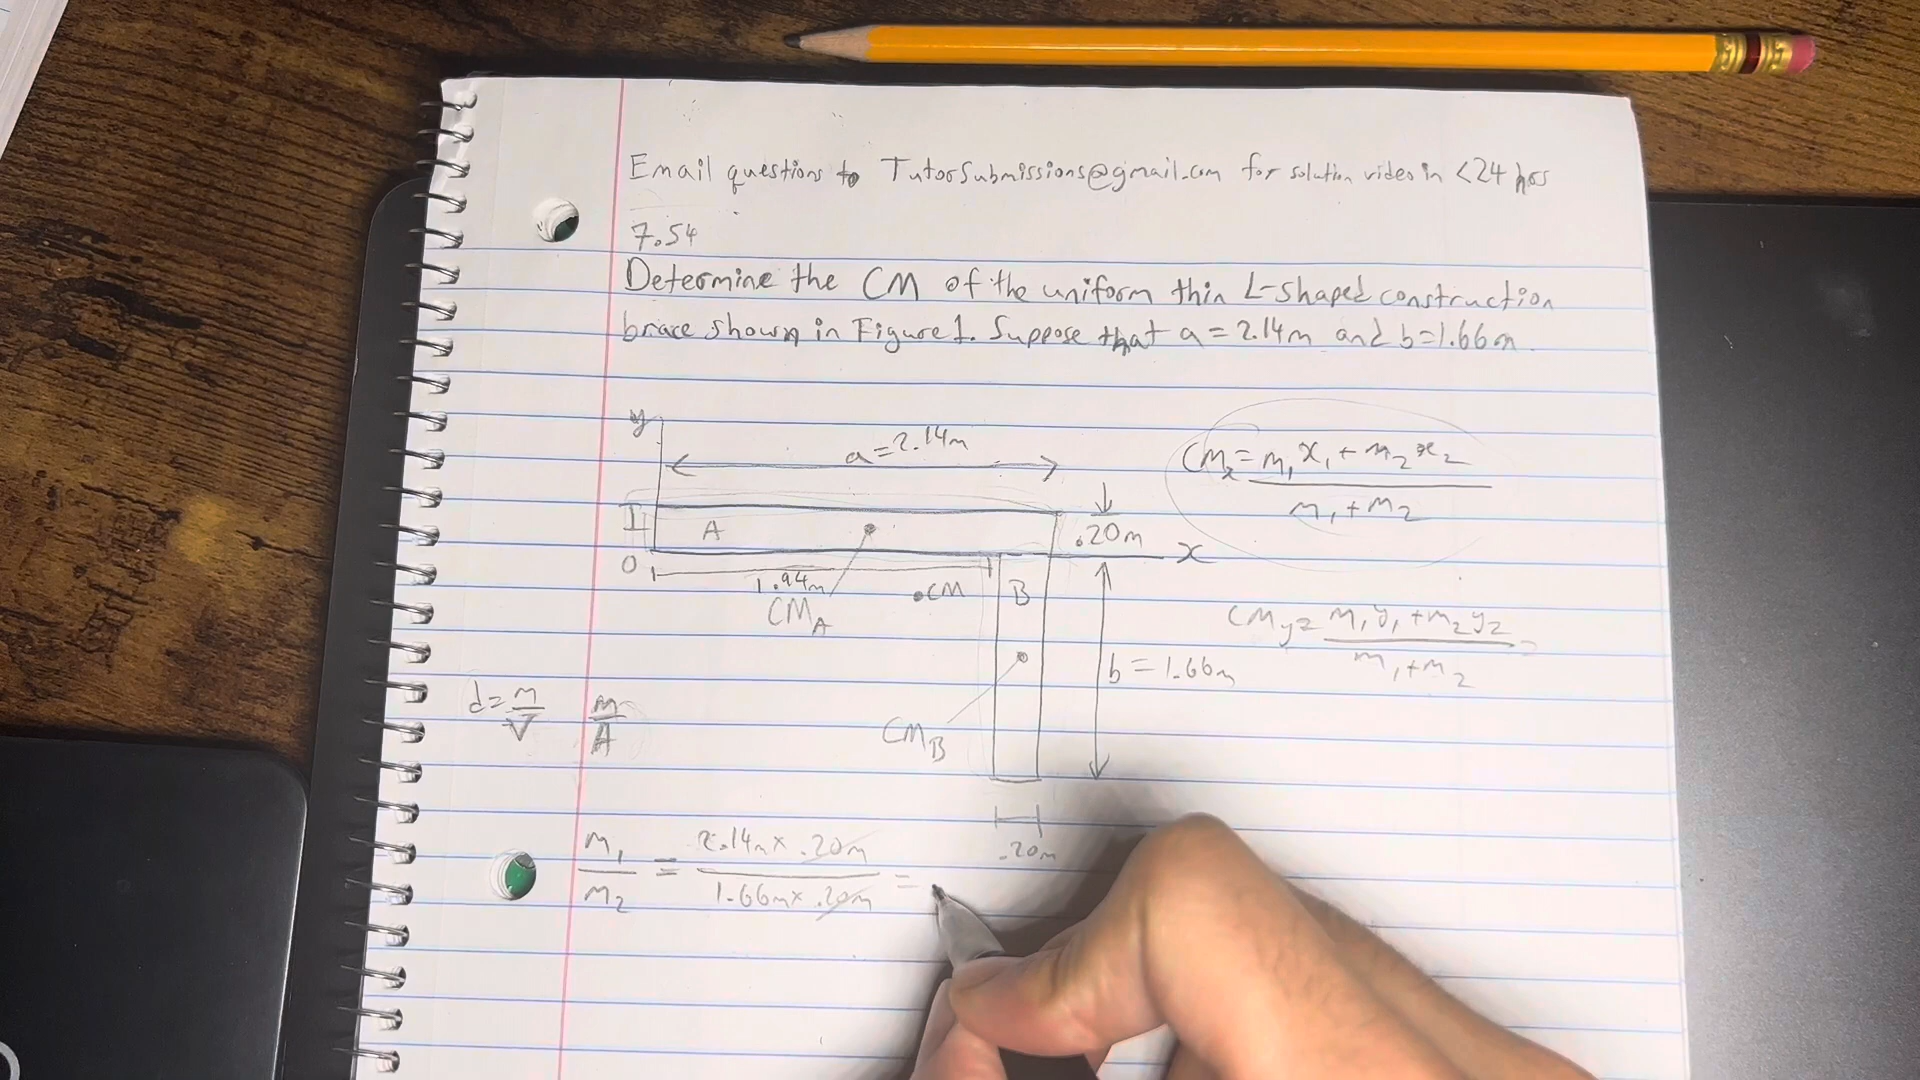 Email questions to TutorSubmissions@gmail.com for solution video in <24 hrs
7.54
Determine the CM of the uniform thin L-shaped construction
brace shown in Figure 1. Suppose that a = 2.14m and b=1.66m.
y
a=2.14m
CMx = m₁x₁ + m₂x₂
m₁ + m₂
A
.20m
x
0
1.94m
.CM
B
CM_A
CMy = m₁y₁ + m₂y₂ =
m₁ + m₂
b = 1.66m
d = m/V
m/A
CM_B
.20m
m₁/m₂ = 2.14m x .20m / 1.66m x .20m =